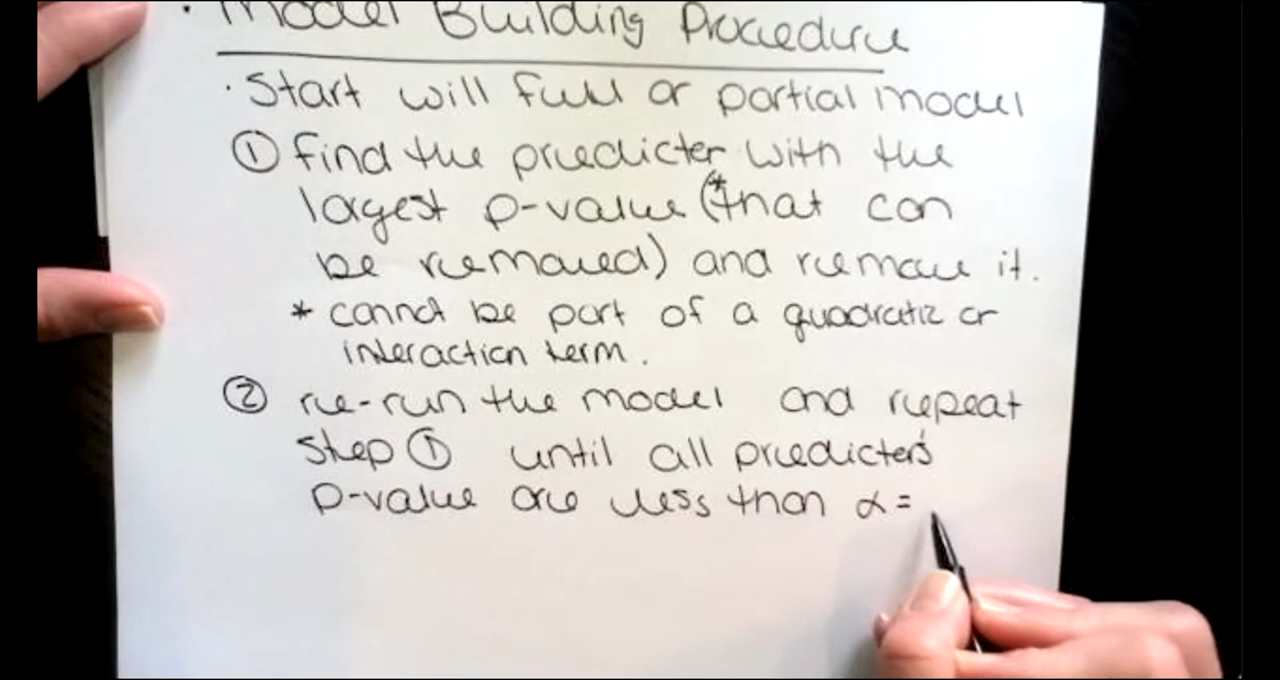 · Model Building Procedure
· Start will full or partial model
① find the predicter with the
largest p-value (*that can
be removed) and remove it.
* cannot be part of a quadratic or
interaction term.
② re-run the model and repeat
step ① until all predicters'
p-value are less than α =